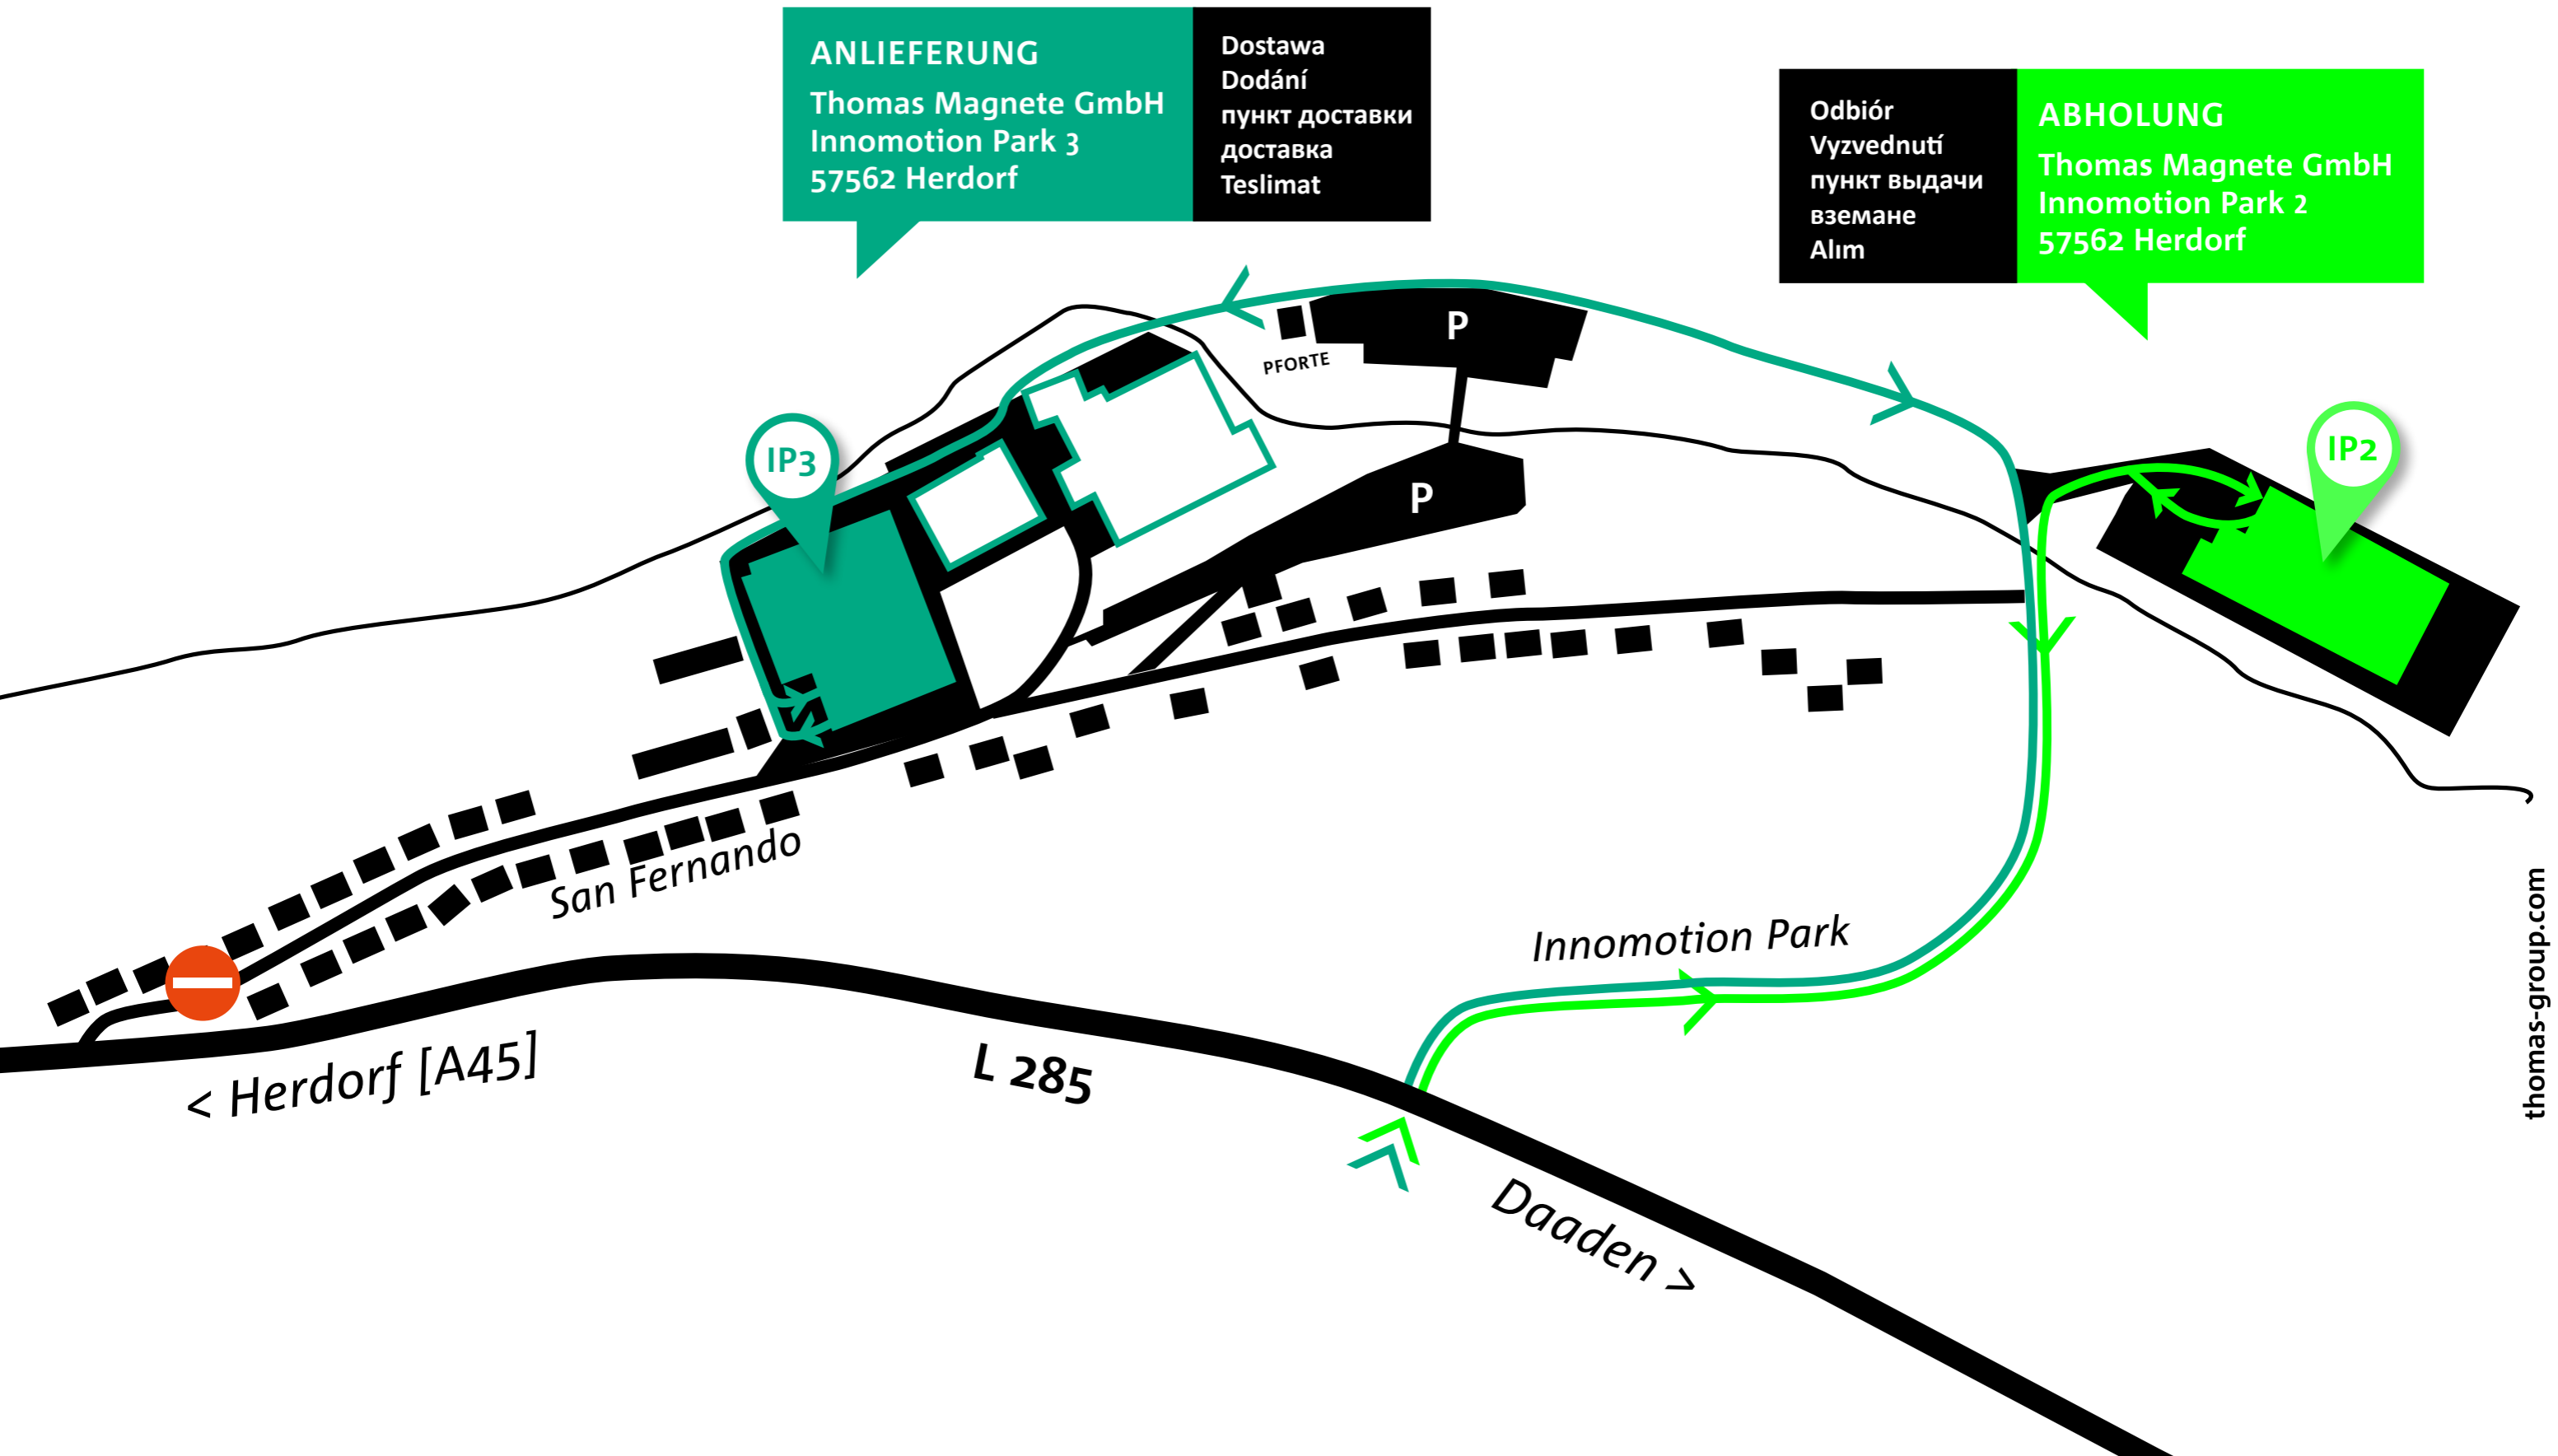 ANLIEFERUNG
Thomas Magnete GmbH
Innomotion Park 3
57562 Herdorf
Dostawa
Dodání
пункт доставки
доставка
Teslimat
Odbiór
Vyzvednutí
пункт выдачи
вземане
Alım
ABHOLUNG
Thomas Magnete GmbH
Innomotion Park 2
57562 Herdorf
P
PFORTE
IP3
IP2
P
San Fernando
Innomotion Park
< Herdorf [A45]
L 285
Daaden >
thomas-group.com